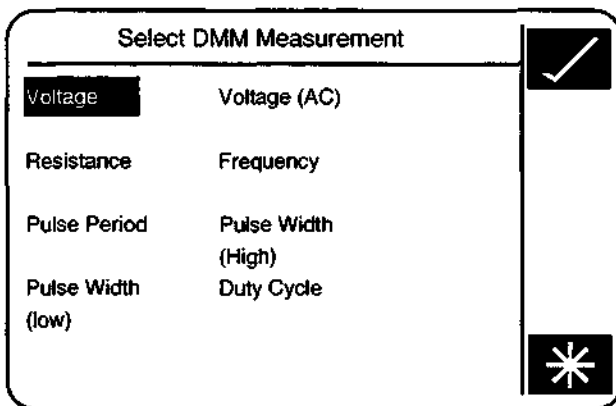 Select DMM Measurement
Voltage Voltage (AC)
Resistance Frequency
Pulse Period Pulse Width
(High)
Pulse Width Duty Cycle
(low)